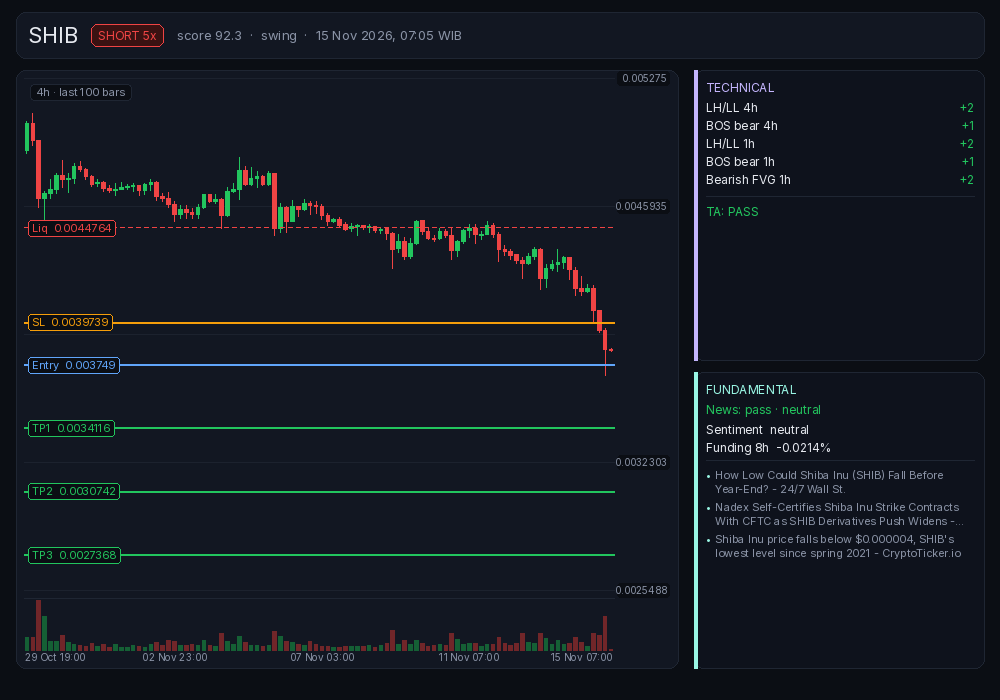 SHIB SHORT 5x score 92.3 · swing · 15 Nov 2026, 07:05 WIB
4h · last 100 bars
0.005275
0.0045935
Liq 0.0044764
SL 0.0039739
Entry 0.003749
TP1 0.0034116
0.0032303
TP2 0.0030742
TP3 0.0027368
0.0025488
29 Oct 19:00 02 Nov 23:00 07 Nov 03:00 11 Nov 07:00 15 Nov 07:00
TECHNICAL
LH/LL 4h +2
BOS bear 4h +1
LH/LL 1h +2
BOS bear 1h +1
Bearish FVG 1h +2
TA: PASS
FUNDAMENTAL
News: pass · neutral
Sentiment neutral
Funding 8h -0.0214%
• How Low Could Shiba Inu (SHIB) Fall Before
Year-End? - 24/7 Wall St.
• Nadex Self-Certifies Shiba Inu Strike Contracts
With CFTC as SHIB Derivatives Push Widens -...
• Shiba Inu price falls below $0.000004, SHIB's
lowest level since spring 2021 - CryptoTicker.io